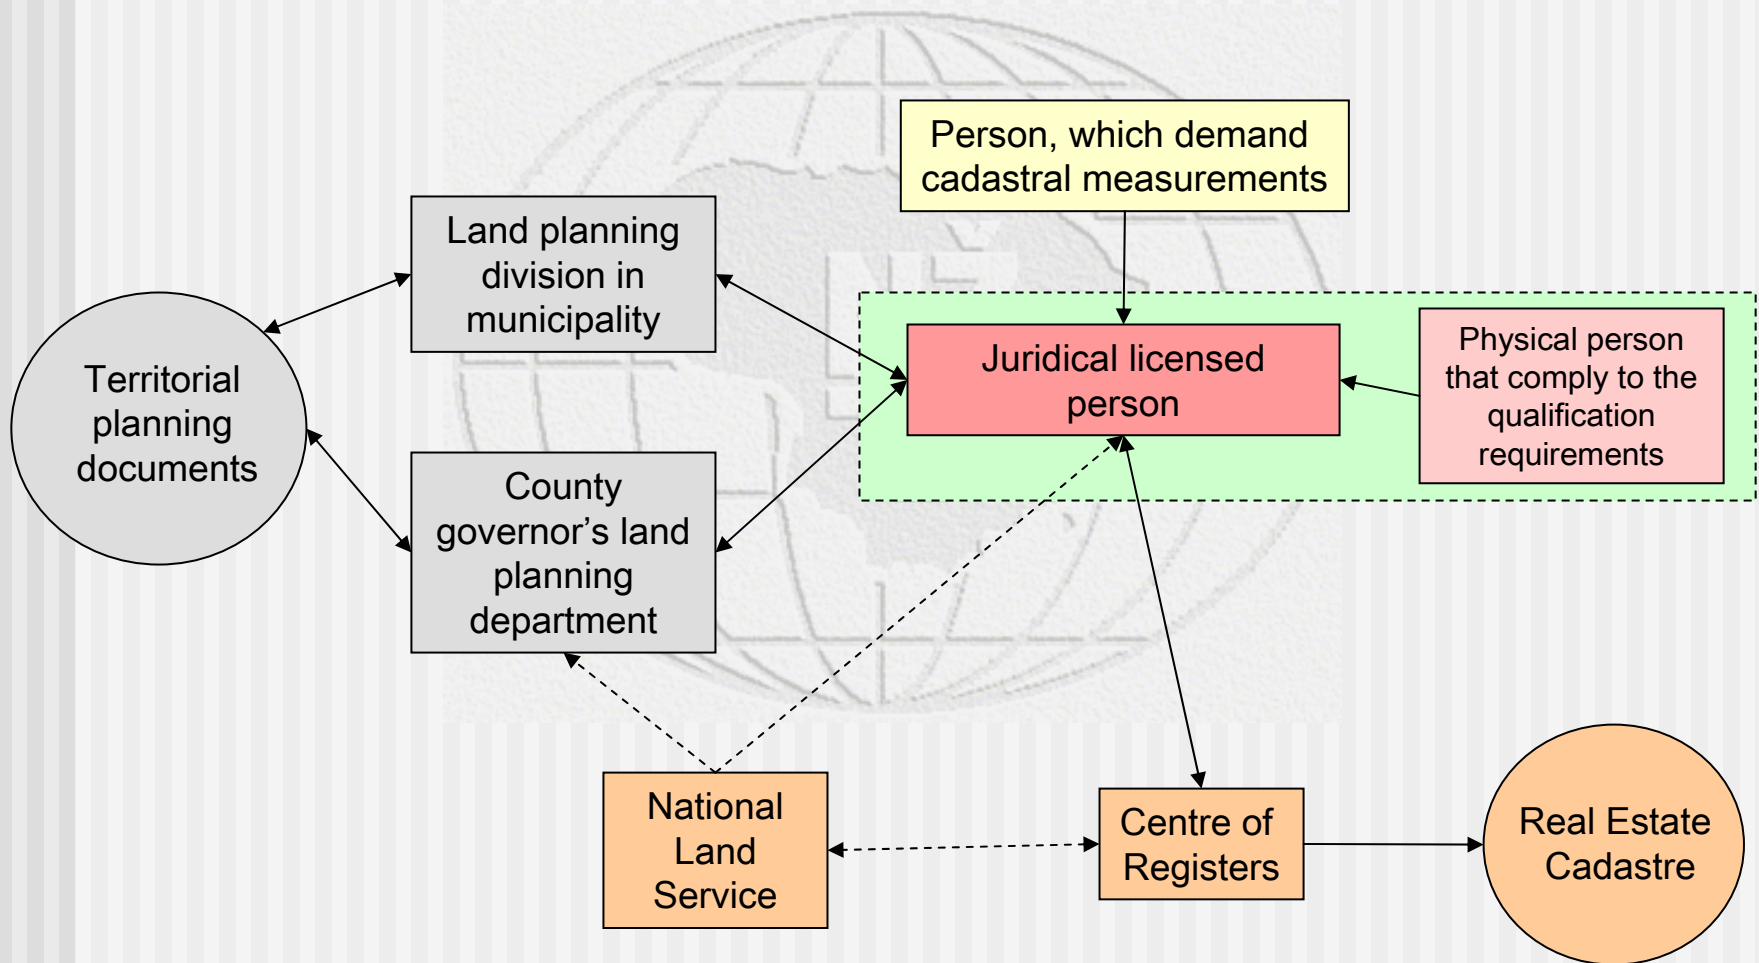 Person, which demand
cadastral measurements
Land planning
division in
municipality
Juridical licensed
person
Physical person
that comply to the
qualification
requirements
Territorial
planning
documents
County
governor’s land
planning
department
National
Land
Service
Centre of
Registers
Real Estate
Cadastre